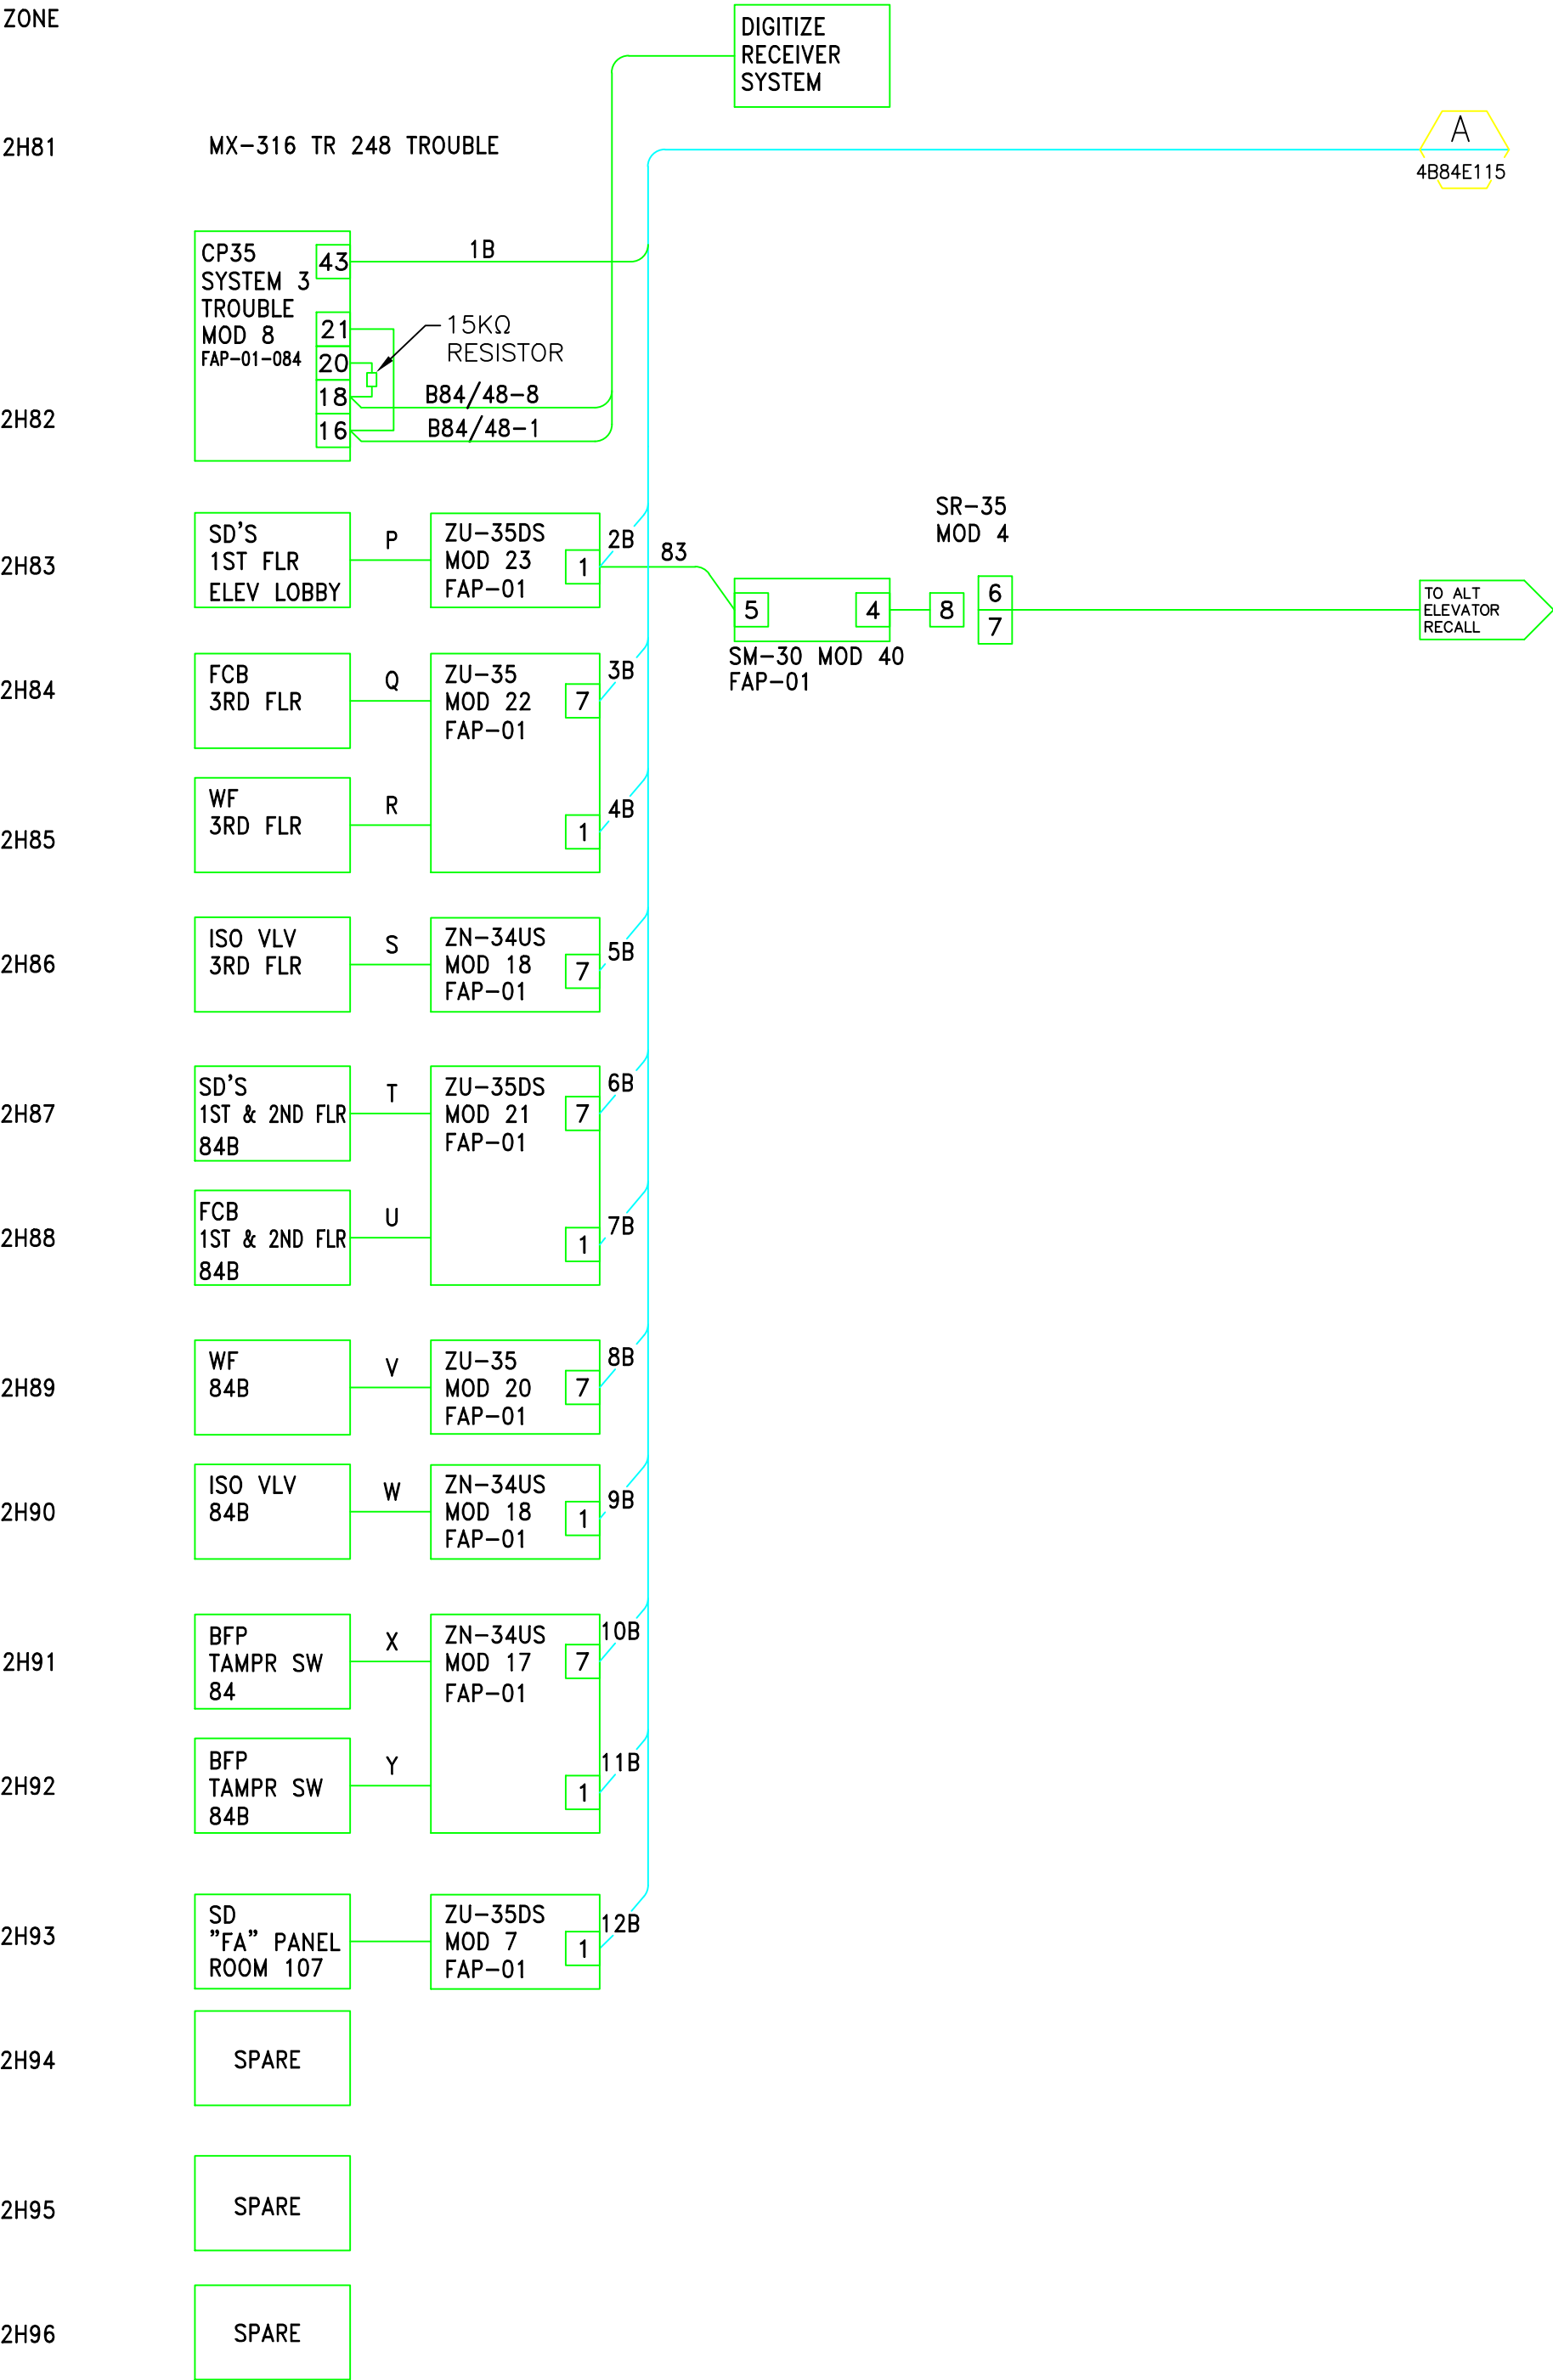 ZONE
DIGITIZE
RECEIVER
SYSTEM
2H81
MX-316 TR 248 TROUBLE
A
4B84E115
CP35
SYSTEM 3
TROUBLE
MOD 8
FAP-01-084
43
21
20
18
16
1B
15KΩ
RESISTOR
B84/48-8
B84/48-1
2H82
2H83
SD'S
1ST FLR
ELEV LOBBY
P
ZU-35DS
MOD 23
FAP-01
1
2B
83
5
4
SM-30 MOD 40
FAP-01
8
SR-35
MOD 4
6
7
TO ALT
ELEVATOR
RECALL
2H84
FCB
3RD FLR
Q
ZU-35
MOD 22
FAP-01
7
3B
2H85
WF
3RD FLR
R
1
4B
2H86
ISO VLV
3RD FLR
S
ZN-34US
MOD 18
FAP-01
7
5B
2H87
SD'S
1ST & 2ND FLR
84B
T
ZU-35DS
MOD 21
FAP-01
7
6B
2H88
FCB
1ST & 2ND FLR
84B
U
1
7B
2H89
WF
84B
V
ZU-35
MOD 20
FAP-01
7
8B
2H90
ISO VLV
84B
W
ZN-34US
MOD 18
FAP-01
1
9B
2H91
BFP
TAMPR SW
84
X
ZN-34US
MOD 17
FAP-01
7
10B
2H92
BFP
TAMPR SW
84B
Y
1
11B
2H93
SD
"FA" PANEL
ROOM 107
ZU-35DS
MOD 7
FAP-01
1
12B
2H94
SPARE
2H95
SPARE
2H96
SPARE